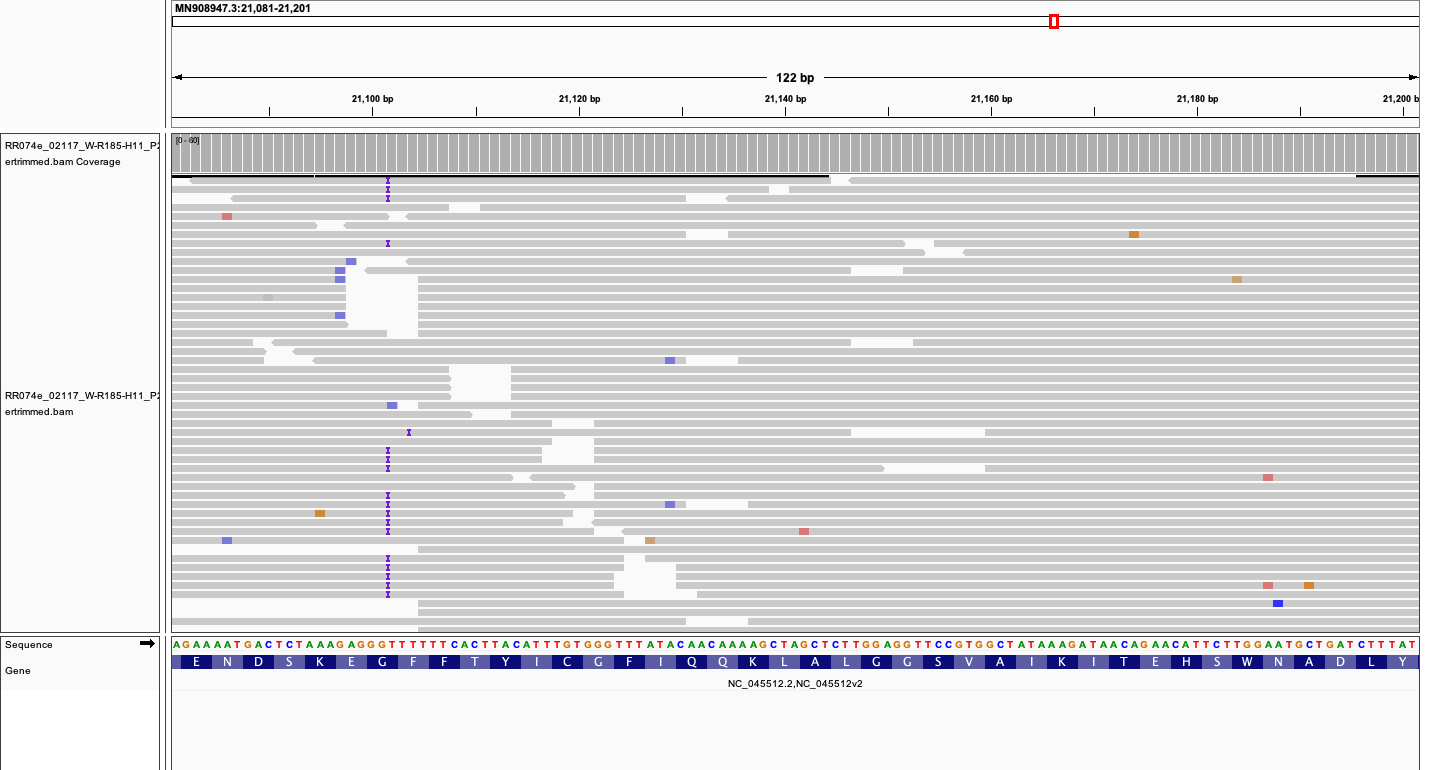 MN908947.3:21,081-21,201
122 bp
21,100 bp 21,120 bp 21,140 bp 21,160 bp 21,180 bp 21,200 b
RR074e_02117_W-R185-H11_P2
ertrimmed.bam Coverage
[0 - 60]
RR074e_02117_W-R185-H11_P2
ertrimmed.bam
Sequence
A G A A A A T G A C T C T A A A G A G G G T T T T T T C A C T T A C A T T T G T G G G T T T A T A C A A C A A A A G C T A G C T C T T G G A G G T T C C G T G G C T A T A A A G A T A A C A G A A C A T T C T T G G A A T G C T G A T C T T T A T
Gene
E N D S K E G F F T Y I C G F I Q Q K L A L G G S V A I K I T E H S W N A D L Y
NC_045512.2,NC_045512v2